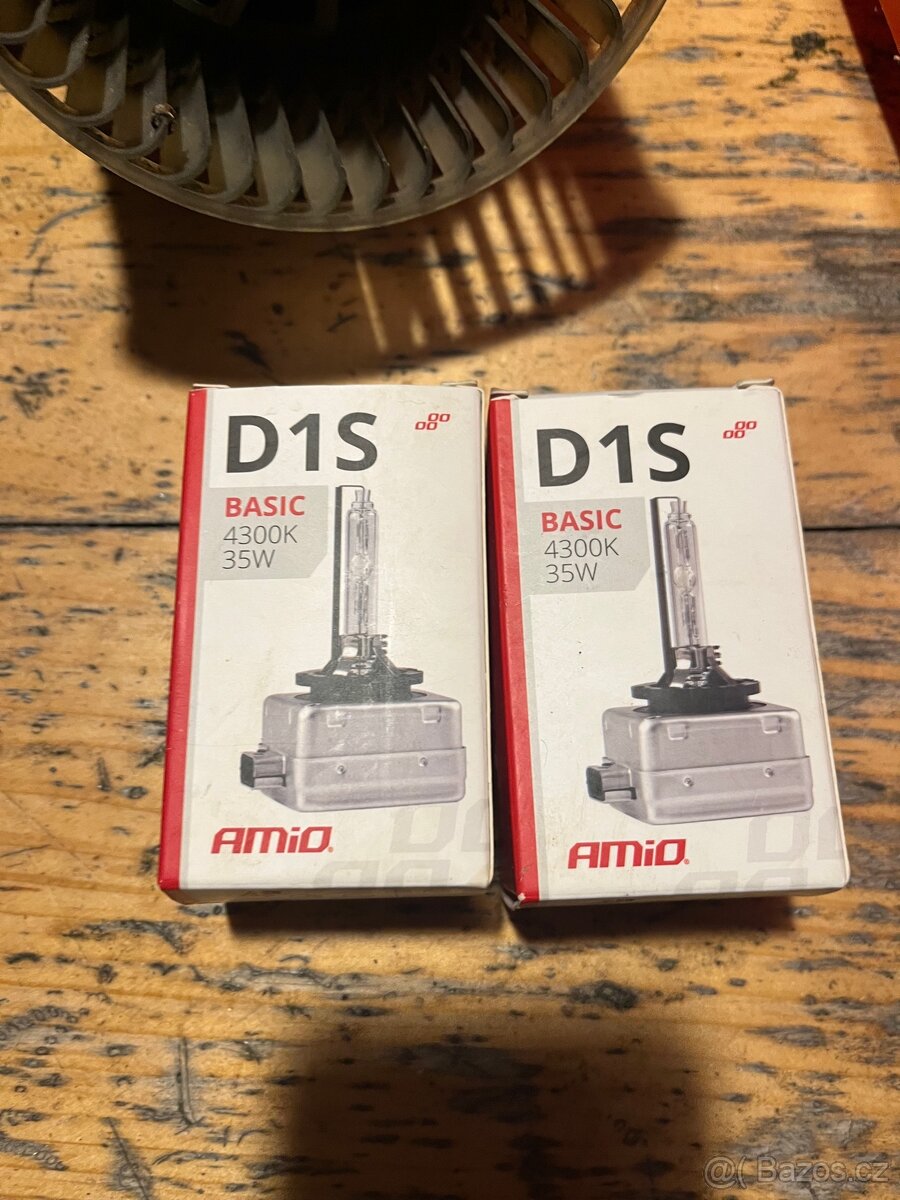 D1S
BASIC
4300K
35W
AMiO
D1S
BASIC
4300K
35W
AMiO
@( Bazos.cz